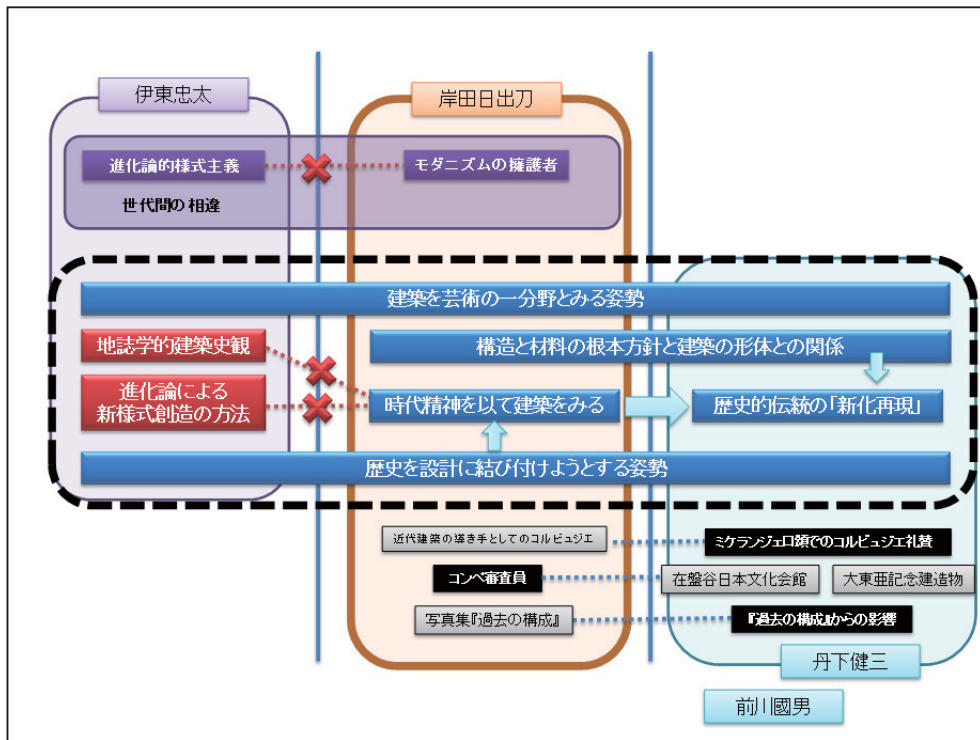 伊東忠太
岸田日出刀
進化論的様式主義
モダニズムの擁護者
世代間の相違
建築を芸術の一分野とみる姿勢
地誌学的建築史観
構造と材料の根本方針と建築の形体との関係
進化論による
新様式創造の方法
時代精神を以て建築をみる
歴史的伝統の「新化再現」
歴史を設計に結び付けようとする姿勢
近代建築の導き手としてのコルビュジエ
ミケランジェロ頌でのコルビュジエ礼賛
コンペ審査員
在盤谷日本文化会館
大東亜記念建造物
写真集『過去の構成』
『過去の構成』からの影響
丹下健三
前川國男